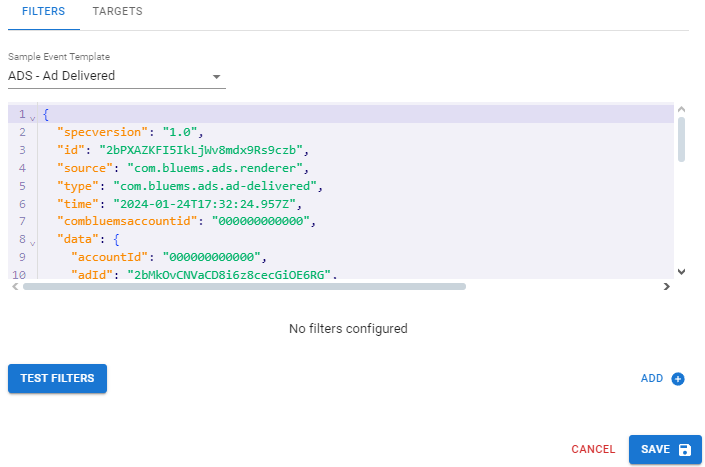 FILTERS TARGETS
Sample Event Template
ADS - Ad Delivered
1 {
2 "specversion": "1.0",
3 "id": "2bPXAZKFI5IkLjWv8mdx9Rs9czb",
4 "source": "com.bluems.ads.renderer",
5 "type": "com.bluems.ads.ad-delivered",
6 "time": "2024-01-24T17:32:24.957Z",
7 "combluemsaccountid": "000000000000",
8 "data": {
9 "accountId": "000000000000",
10 "adId": "2bMkOvCNVaCD8i6z8cecGiOE6RG",
No filters configured
TEST FILTERS
ADD
CANCEL
SAVE